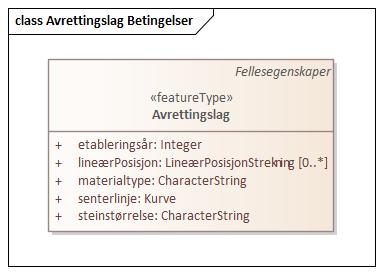 class Avrettingslag Betingelser
Fellesegenskaper
«featureType»
Avrettingslag
+ etableringsår: Integer
+ lineærPosisjon: LineærPosisjonStrekning [0..*]
+ materialtype: CharacterString
+ senterlinje: Kurve
+ steinstørrelse: CharacterString